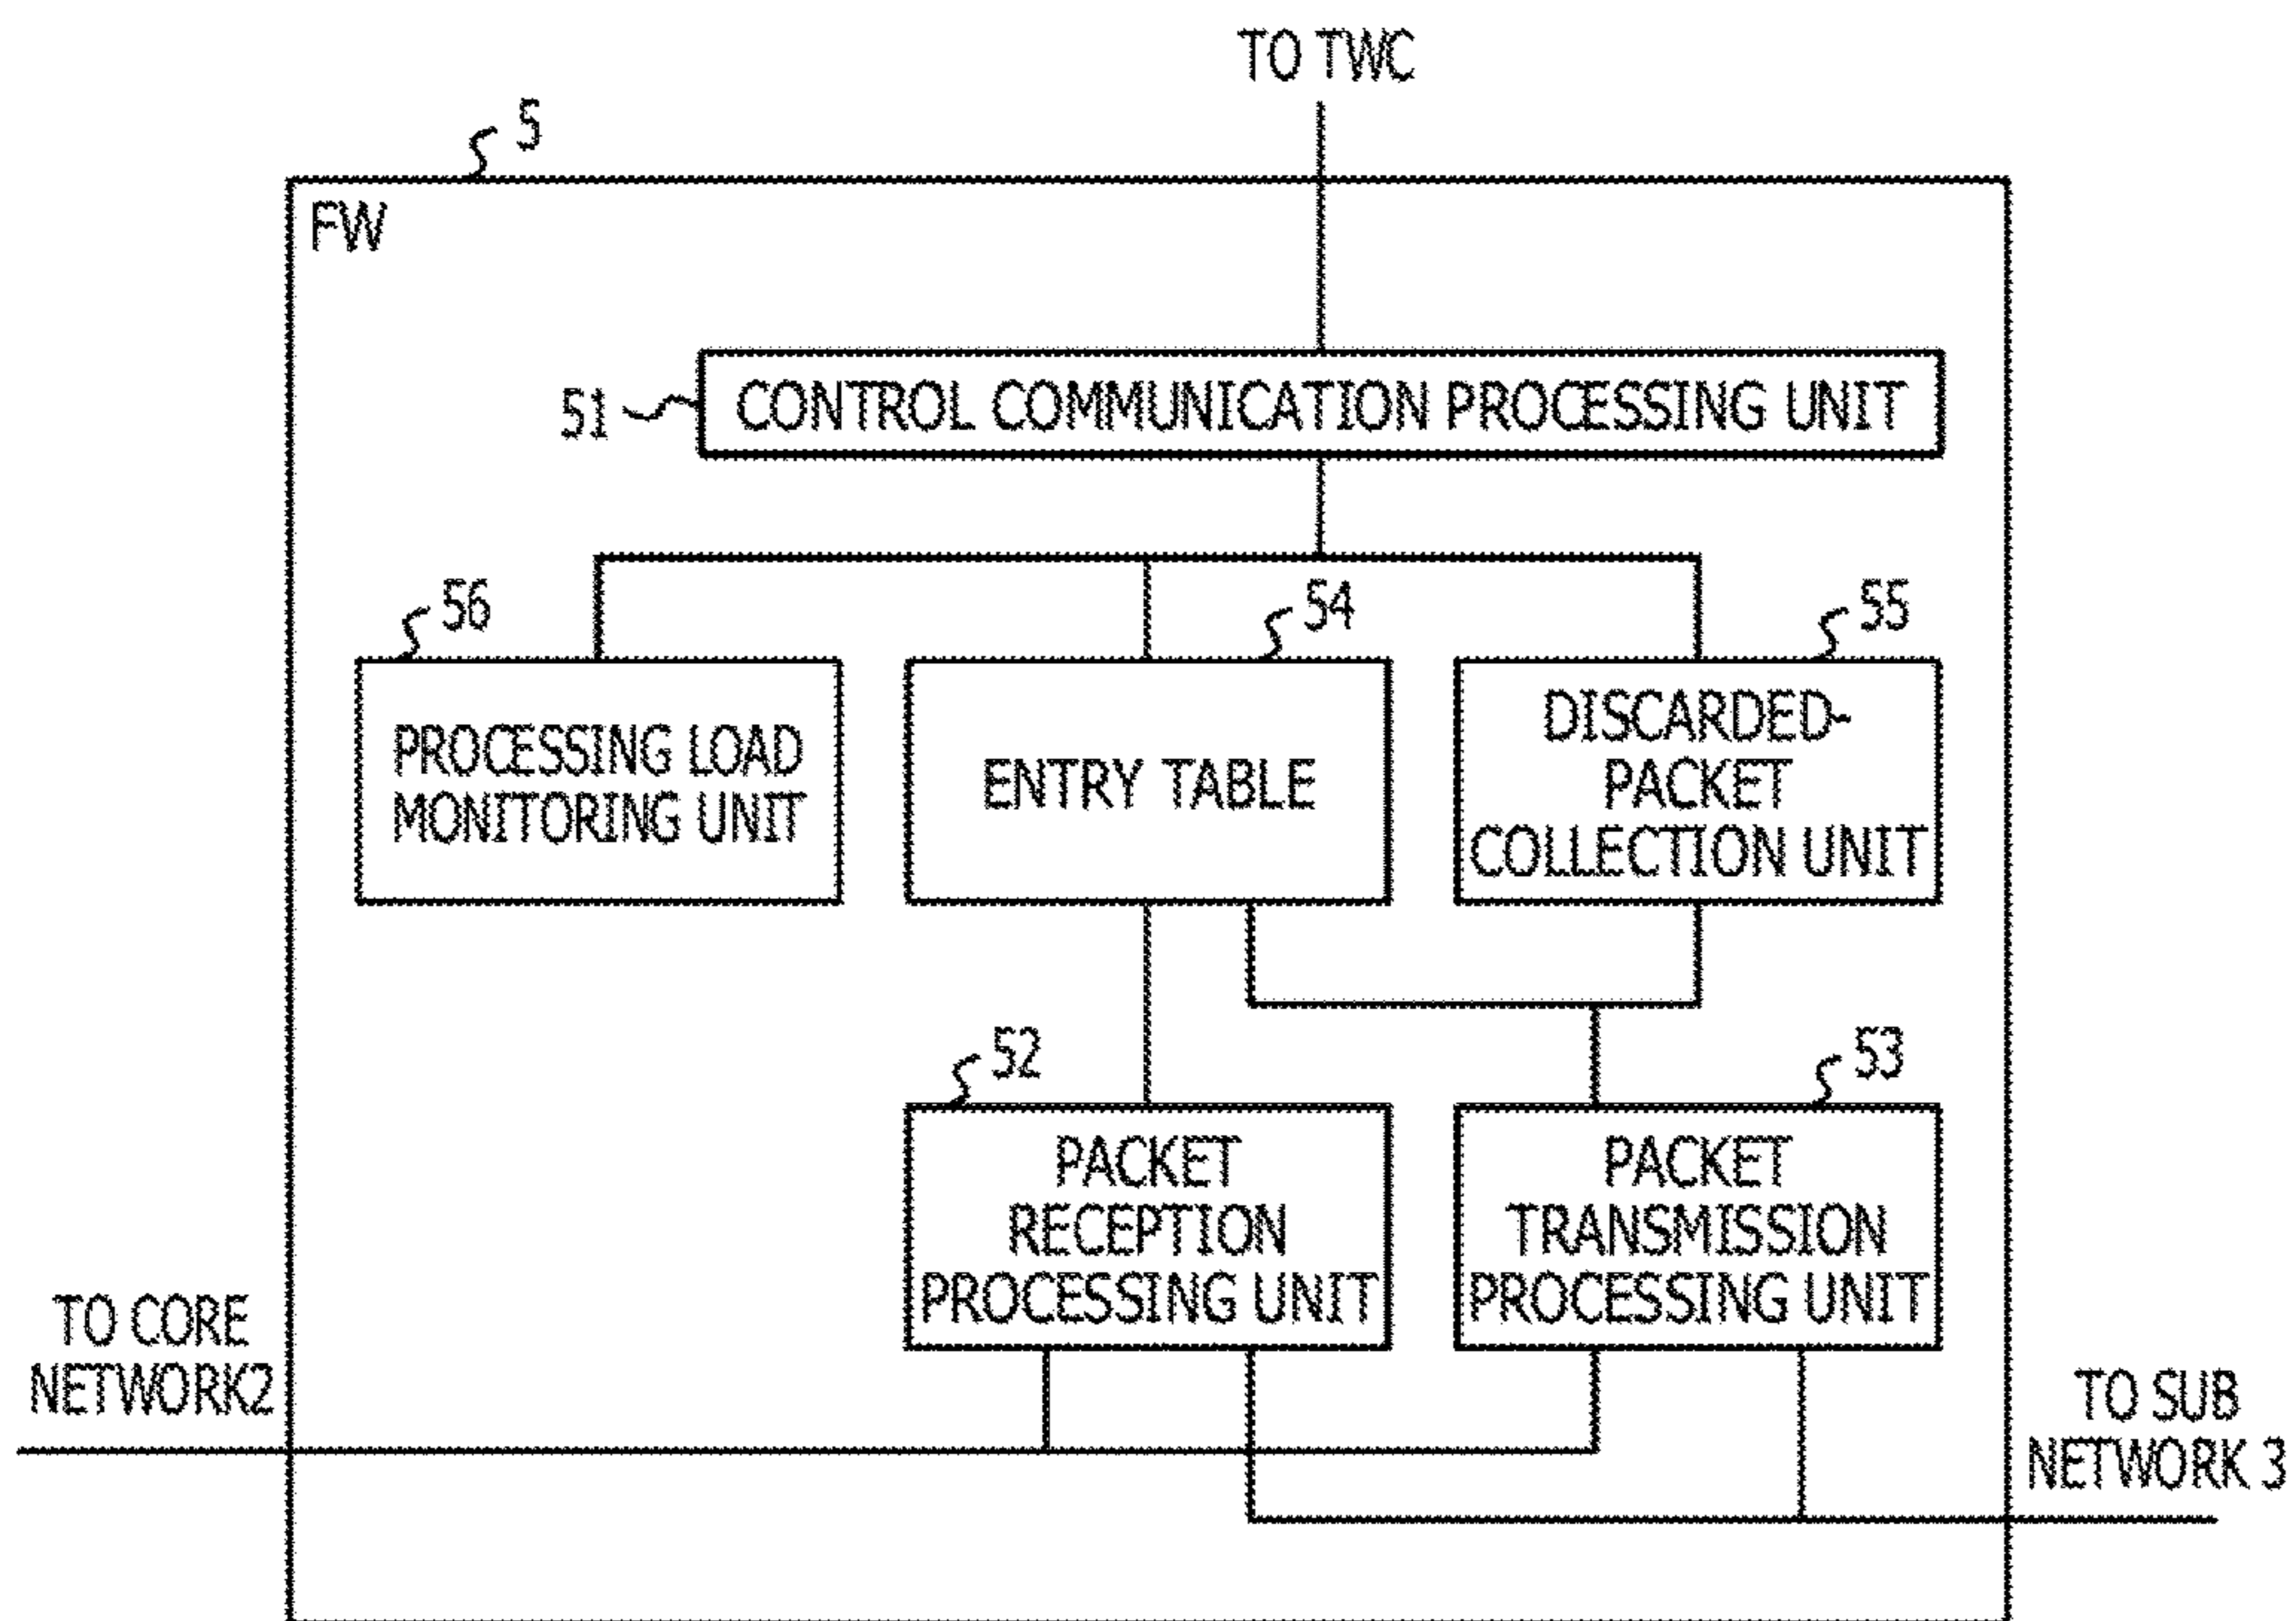 TO TWC
5
FW
51
CONTROL COMMUNICATION PROCESSING UNIT
56
54
55
PROCESSING LOAD
MONITORING UNIT
ENTRY TABLE
DISCARDED-
PACKET
COLLECTION UNIT
52
53
PACKET
RECEPTION
PROCESSING UNIT
PACKET
TRANSMISSION
PROCESSING UNIT
TO CORE
NETWORK2
TO SUB
NETWORK 3